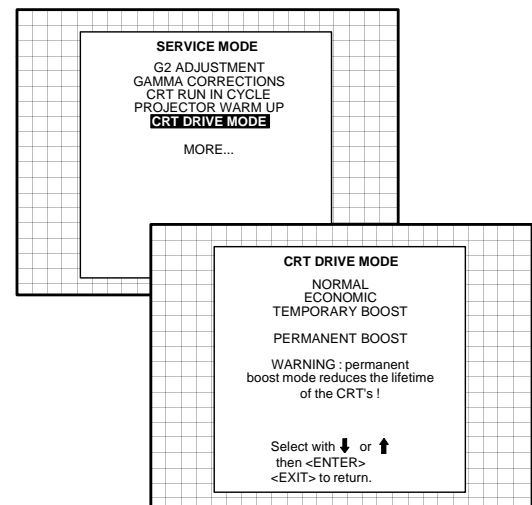 SERVICE MODE
G2 ADJUSTMENT
GAMMA CORRECTIONS
CRT RUN IN CYCLE
PROJECTOR WARM UP
CRT DRIVE MODE
MORE...
CRT DRIVE MODE
NORMAL
ECONOMIC
TEMPORARY BOOST
PERMANENT BOOST
WARNING : permanent
boost mode reduces the lifetime
of the CRT's !
Select with ⬇ or ⬆
then <ENTER>
<EXIT> to return.